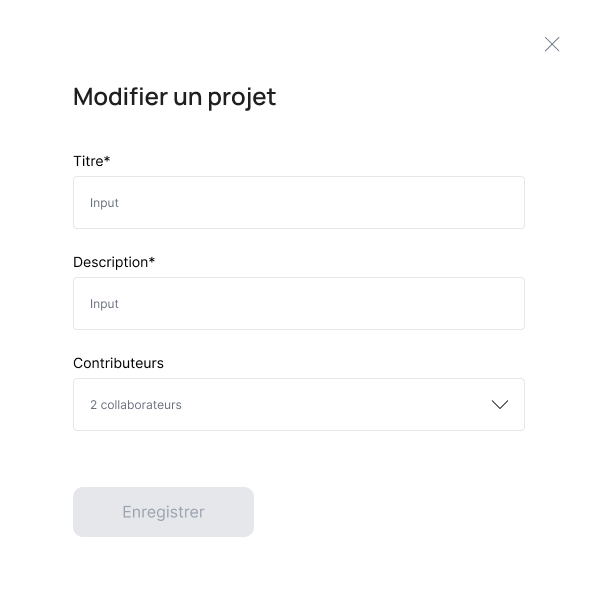 Modifier un projet
Titre*
Input
Description*
Input
Contributeurs
2 collaborateurs
Enregistrer